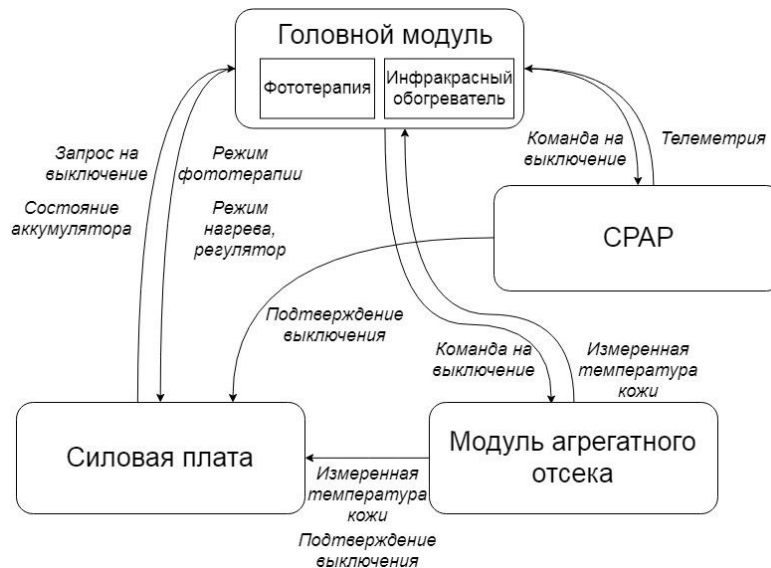 Головной модуль
Фототерапия
Инфракрасный
обогреватель
Запрос на
выключение
Состояние
аккумулятора
Режим
фототерапии
Режим
нагрева,
регулятор
Команда на
выключение
Телеметрия
CPAP
Подтверждение
выключения
Команда на
выключение
Измеренная
температура
кожи
Силовая плата
Модуль агрегатного
отсека
Измеренная
температура
кожи
Подтверждение
выключения